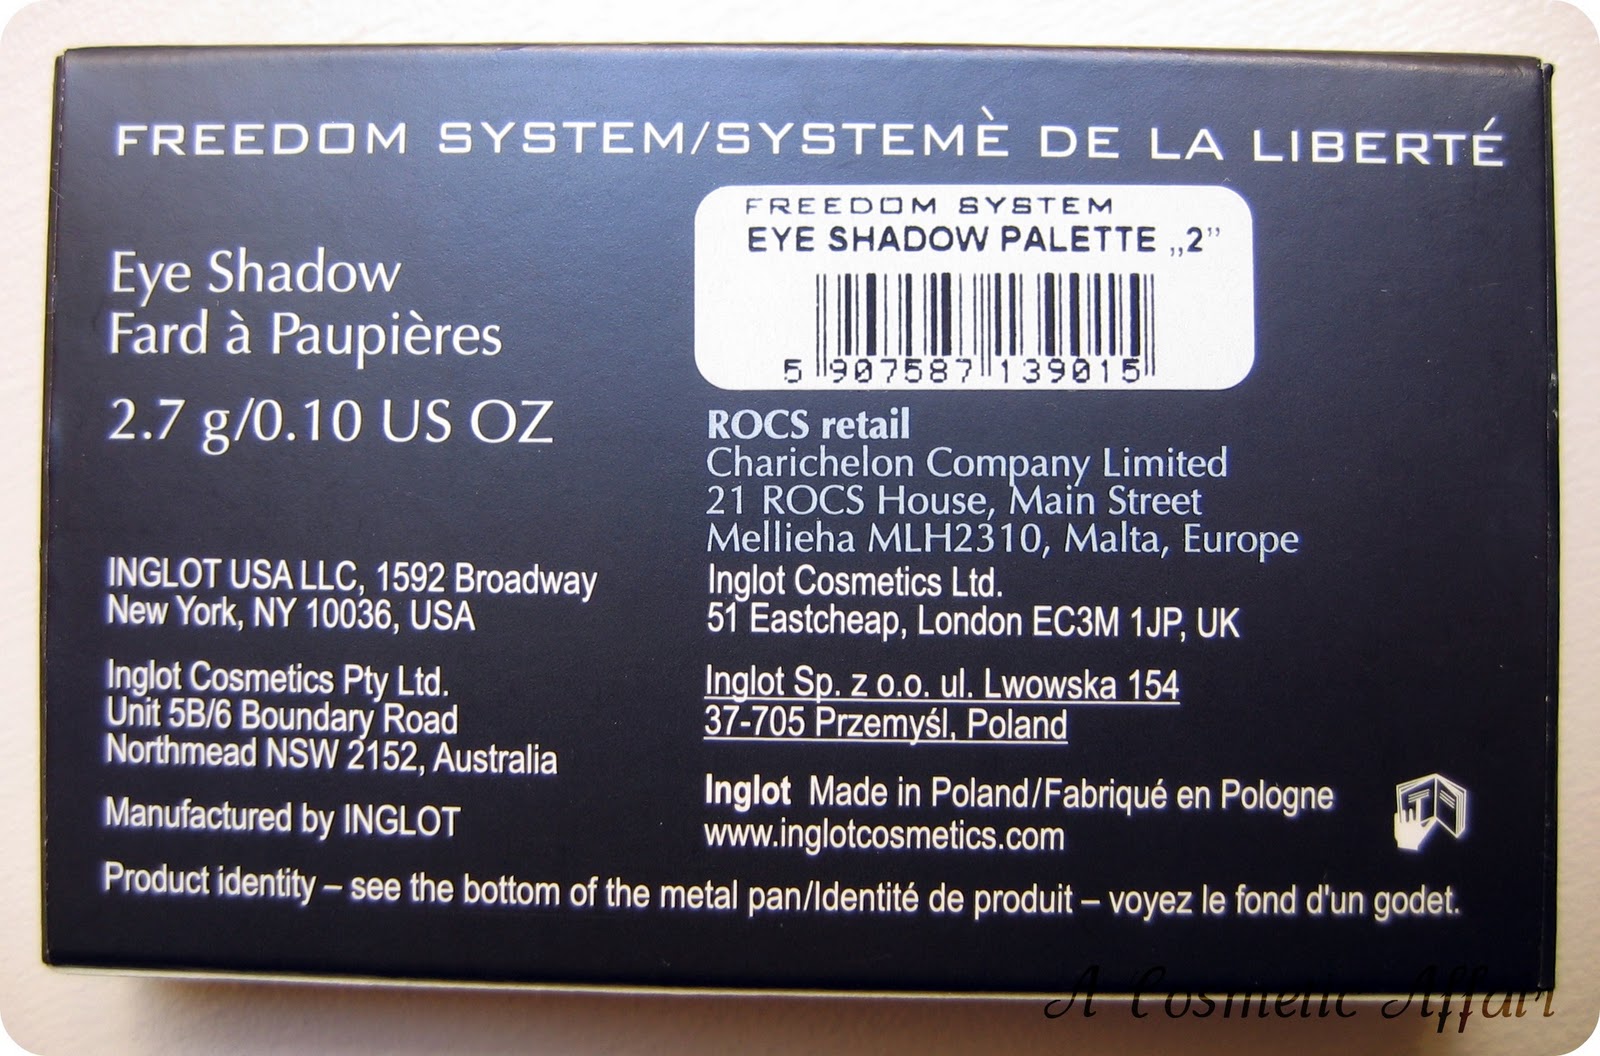 FREEDOM SYSTEM/SYSTEMÈ DE LA LIBERTÉ
Eye Shadow
Fard à Paupières
2.7 g/0.10 US OZ
FREEDOM SYSTEM
EYE SHADOW PALETTE „2”
5 907587 139015
ROCS retail
Charichelon Company Limited
21 ROCS House, Main Street
Mellieha MLH2310, Malta, Europe
Inglot Cosmetics Ltd.
51 Eastcheap, London EC3M 1JP, UK
INGLOT USA LLC, 1592 Broadway
New York, NY 10036, USA
Inglot Cosmetics Pty Ltd.
Unit 5B/6 Boundary Road
Northmead NSW 2152, Australia
Manufactured by INGLOT
Inglot Sp. z o.o. ul. Lwowska 154
37-705 Przemyśl, Poland
Inglot Made in Poland/Fabriqué en Pologne
www.inglotcosmetics.com
Product identity – see the bottom of the metal pan/Identité de produit – voyez le fond d'un godet.
A Cosmetic Affair